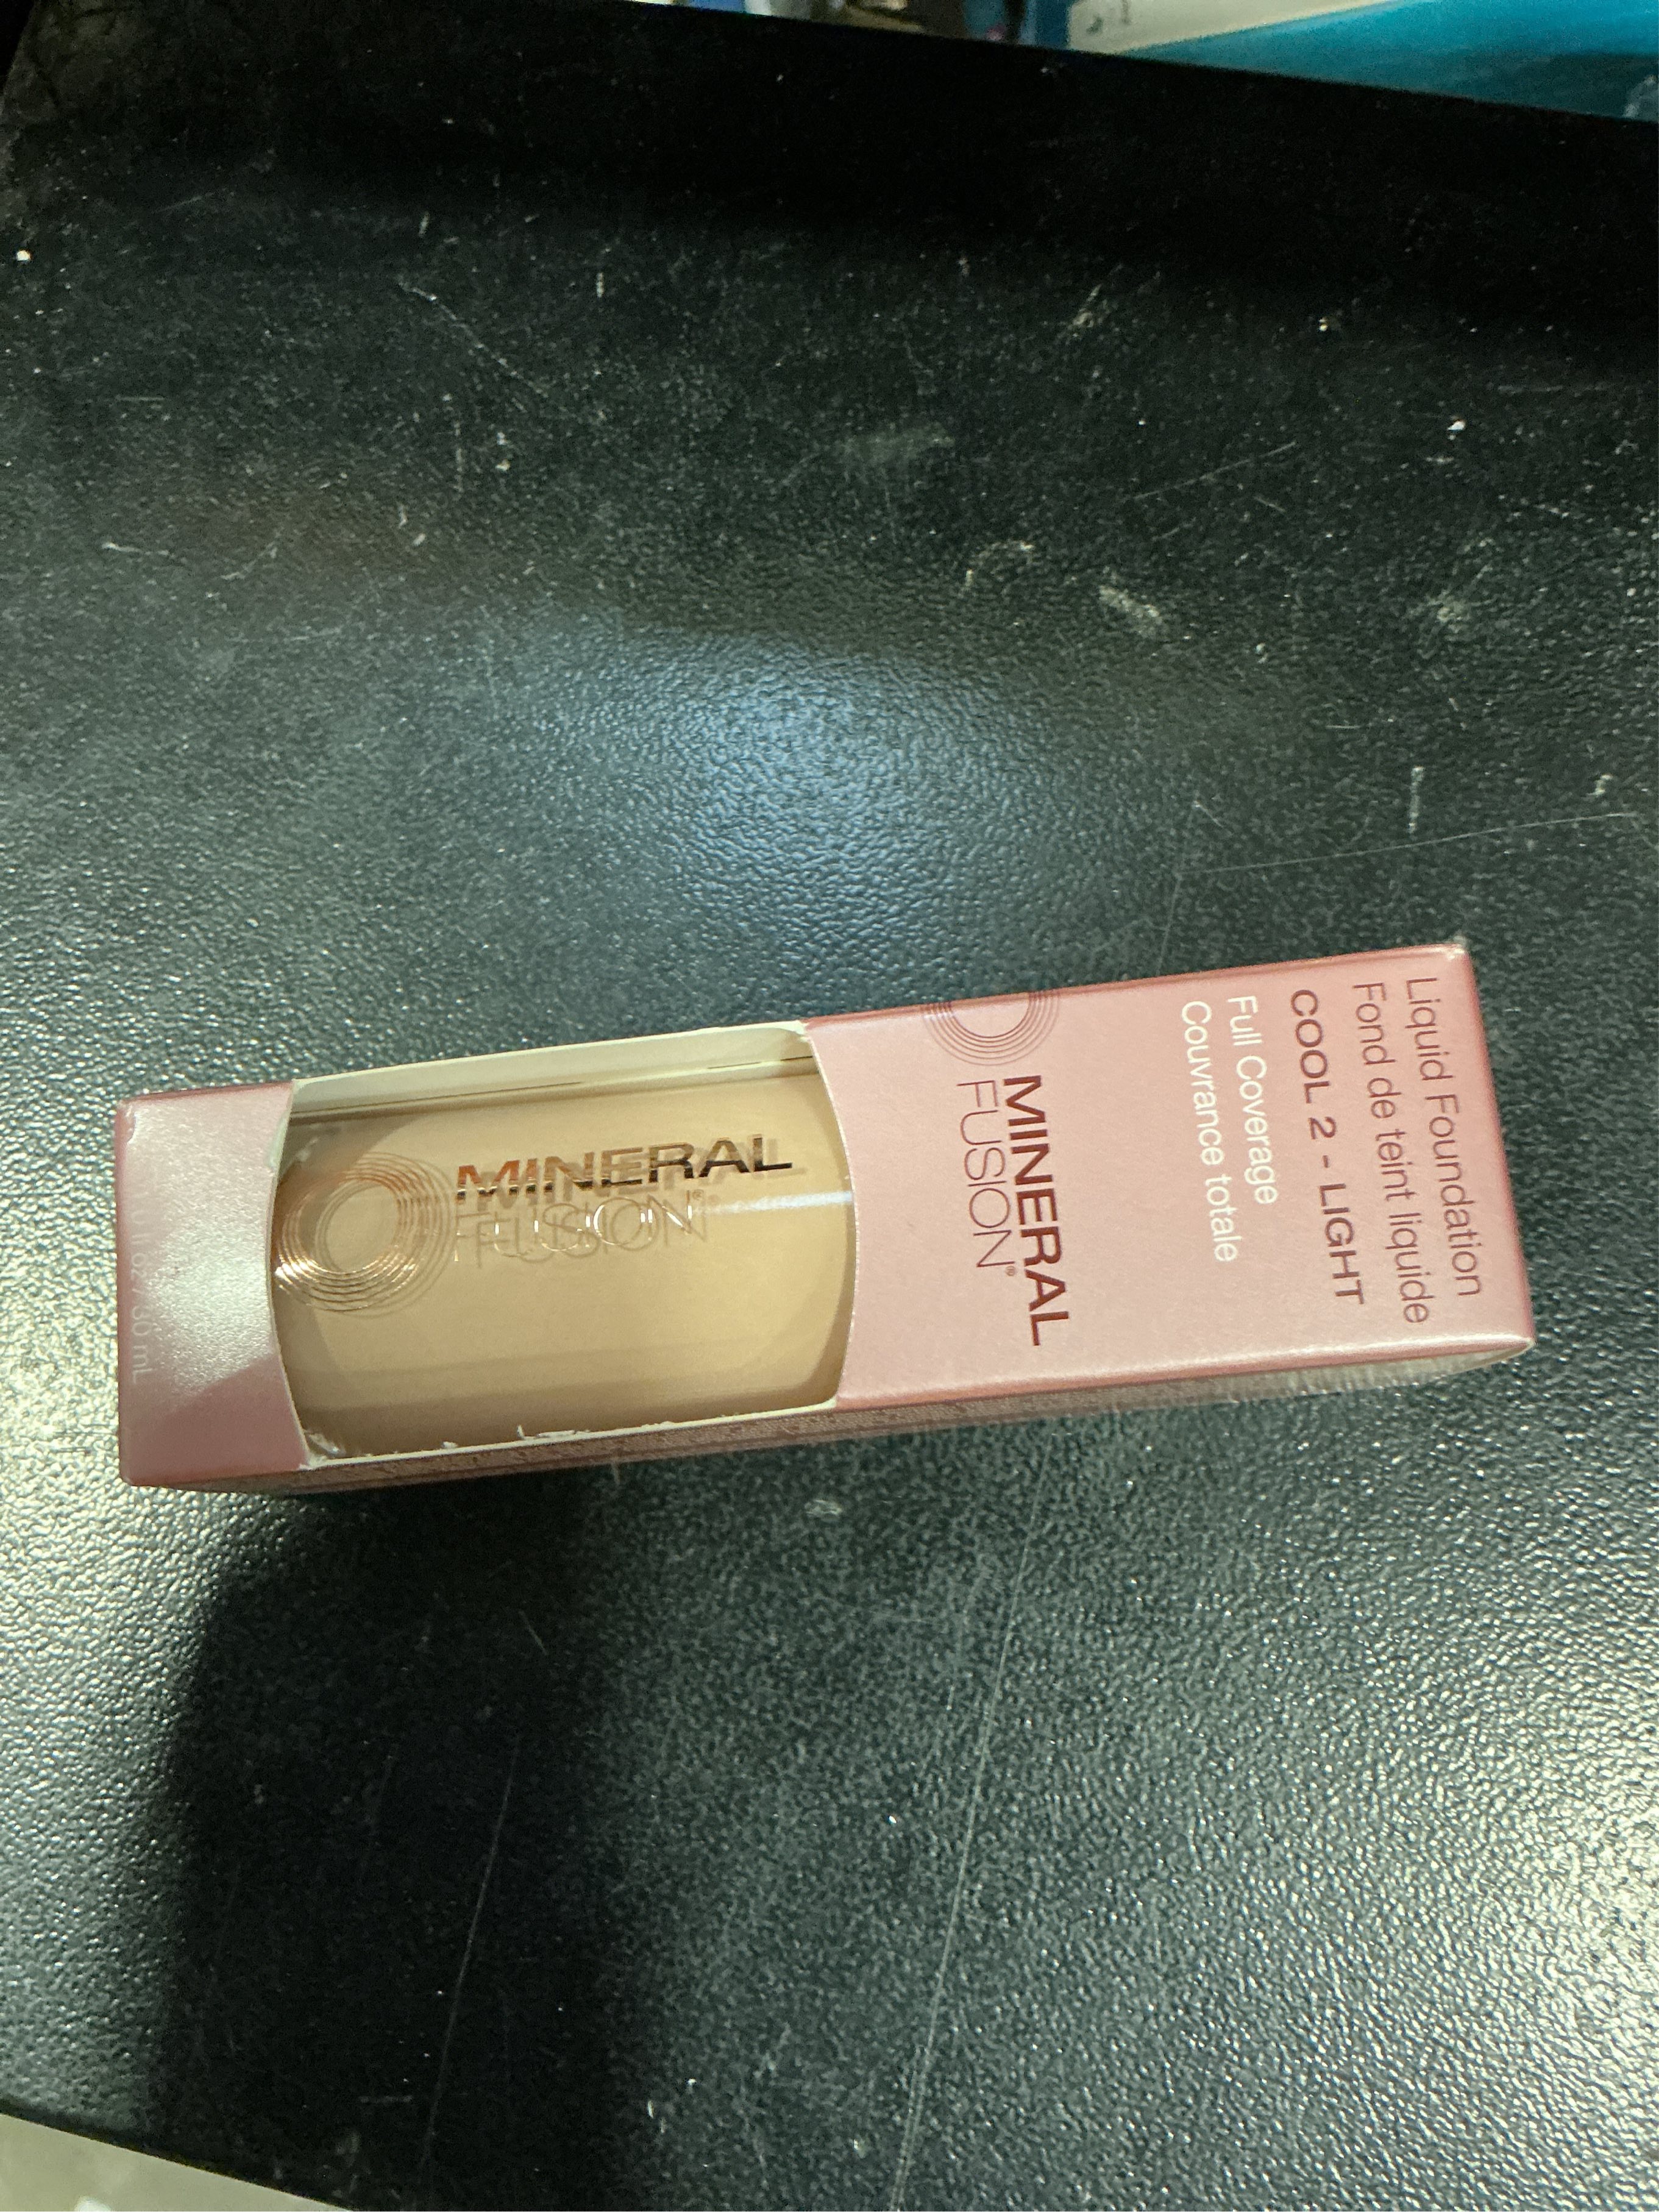 Liquid Foundation
Fond de teint liquide
COOL 2 - LIGHT
Full Coverage
Couvrance totale
MINERAL
FUSION®
MINERAL
FUSION®